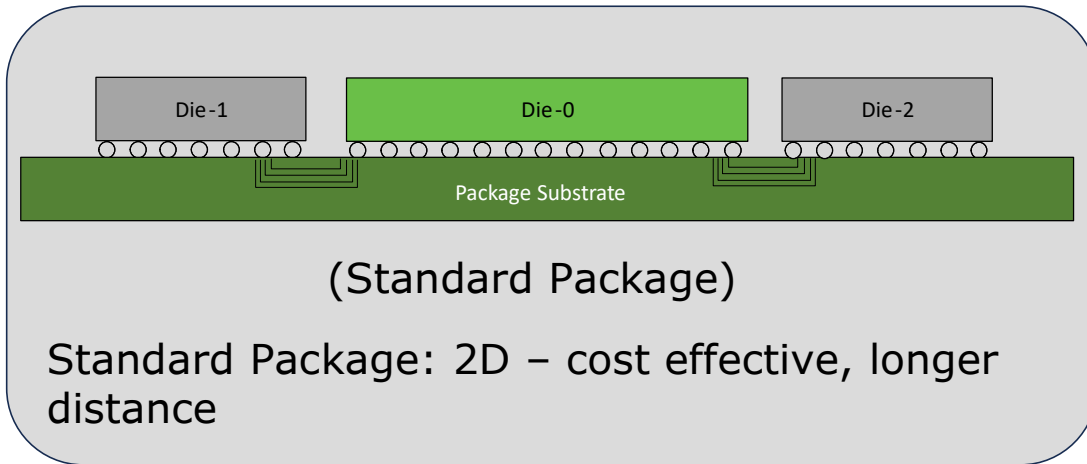 Die-1
Die-0
Die-2
Package Substrate
(Standard Package)
Standard Package: 2D – cost effective, longer
distance